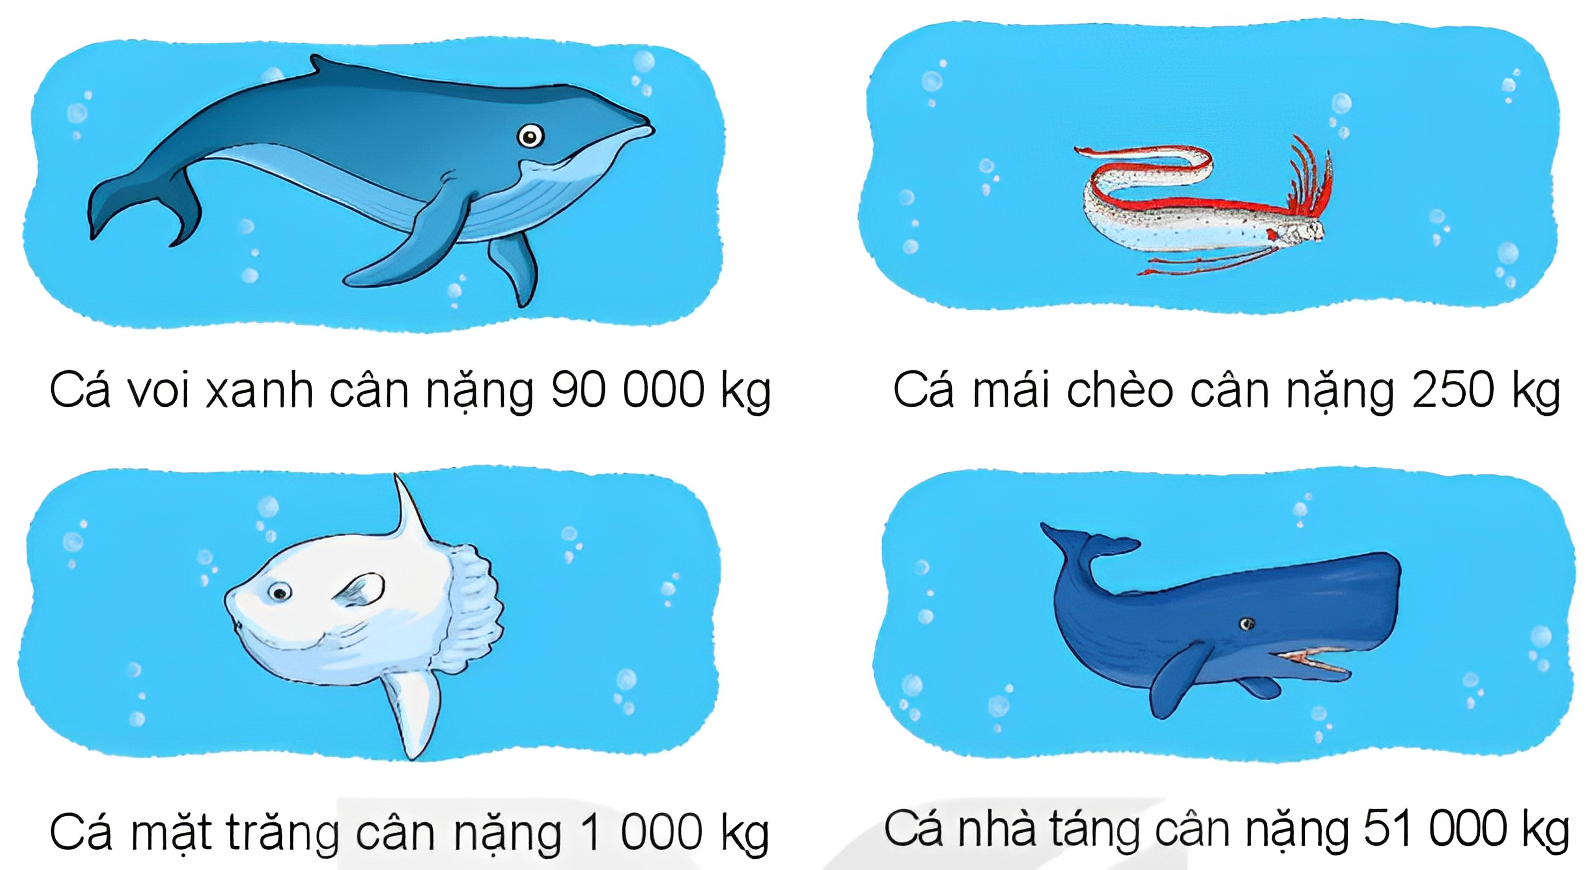 Cá voi xanh cân nặng 90 000 kg
Cá mái chèo cân nặng 250 kg
Cá mặt trăng cân nặng 1 000 kg
Cá nhà táng cân nặng 51 000 kg